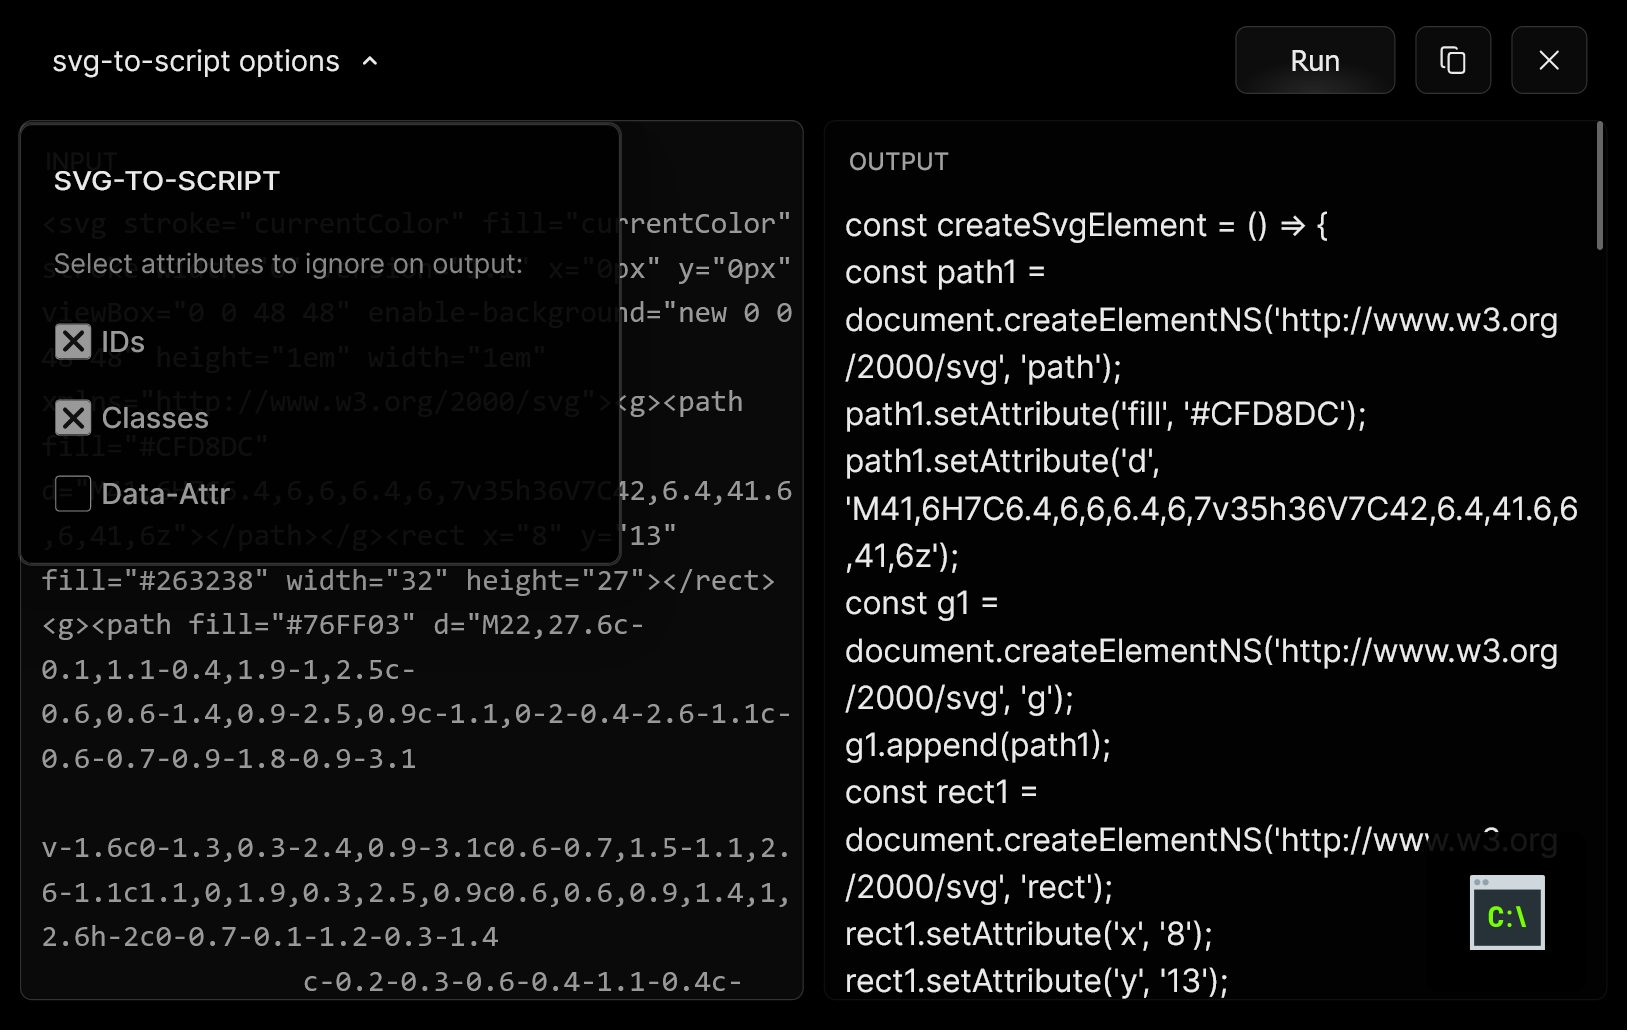 svg-to-script options
Run
INPUT
SVG-TO-SCRIPT
Select attributes to ignore on output:
IDs
Classes
Data-Attr
<svg stroke="currentColor" fill="currentColor"
x="0px" y="0px"
viewBox="0 0 48 48" enable-background="new 0 0
48 48" height="1em" width="1em"
xmlns="http://www.w3.org/2000/svg"><g><path
fill="#CFD8DC"
d="M41,6H7C6.4,6,6,6.4,6,7v35h36V7C42,6.4,41.6
,6,41,6z"></path></g><rect x="8" y="13"
fill="#263238" width="32" height="27"></rect>
<g><path fill="#76FF03" d="M22,27.6c-
0.1,1.1-0.4,1.9-1,2.5c-
0.6,0.6-1.4,0.9-2.5,0.9c-1.1,0-2-0.4-2.6-1.1c-
0.6-0.7-0.9-1.8-0.9-3.1
v-1.6c0-1.3,0.3-2.4,0.9-3.1c0.6-0.7,1.5-1.1,2.
6-1.1c1.1,0,1.9,0.3,2.5,0.9c0.6,0.6,0.9,1.4,1,
2.6h-2c0-0.7-0.1-1.2-0.3-1.4
c-0.2-0.3-0.6-0.4-1.1-0.4c-
OUTPUT
const createSvgElement = () => {
const path1 =
document.createElementNS('http://www.w3.org
/2000/svg', 'path');
path1.setAttribute('fill', '#CFD8DC');
path1.setAttribute('d',
'M41,6H7C6.4,6,6,6.4,6,7v35h36V7C42,6.4,41.6,6
,41,6z');
const g1 =
document.createElementNS('http://www.w3.org
/2000/svg', 'g');
g1.append(path1);
const rect1 =
document.createElementNS('http://www.w3.org
/2000/svg', 'rect');
rect1.setAttribute('x', '8');
rect1.setAttribute('y', '13');
C:\